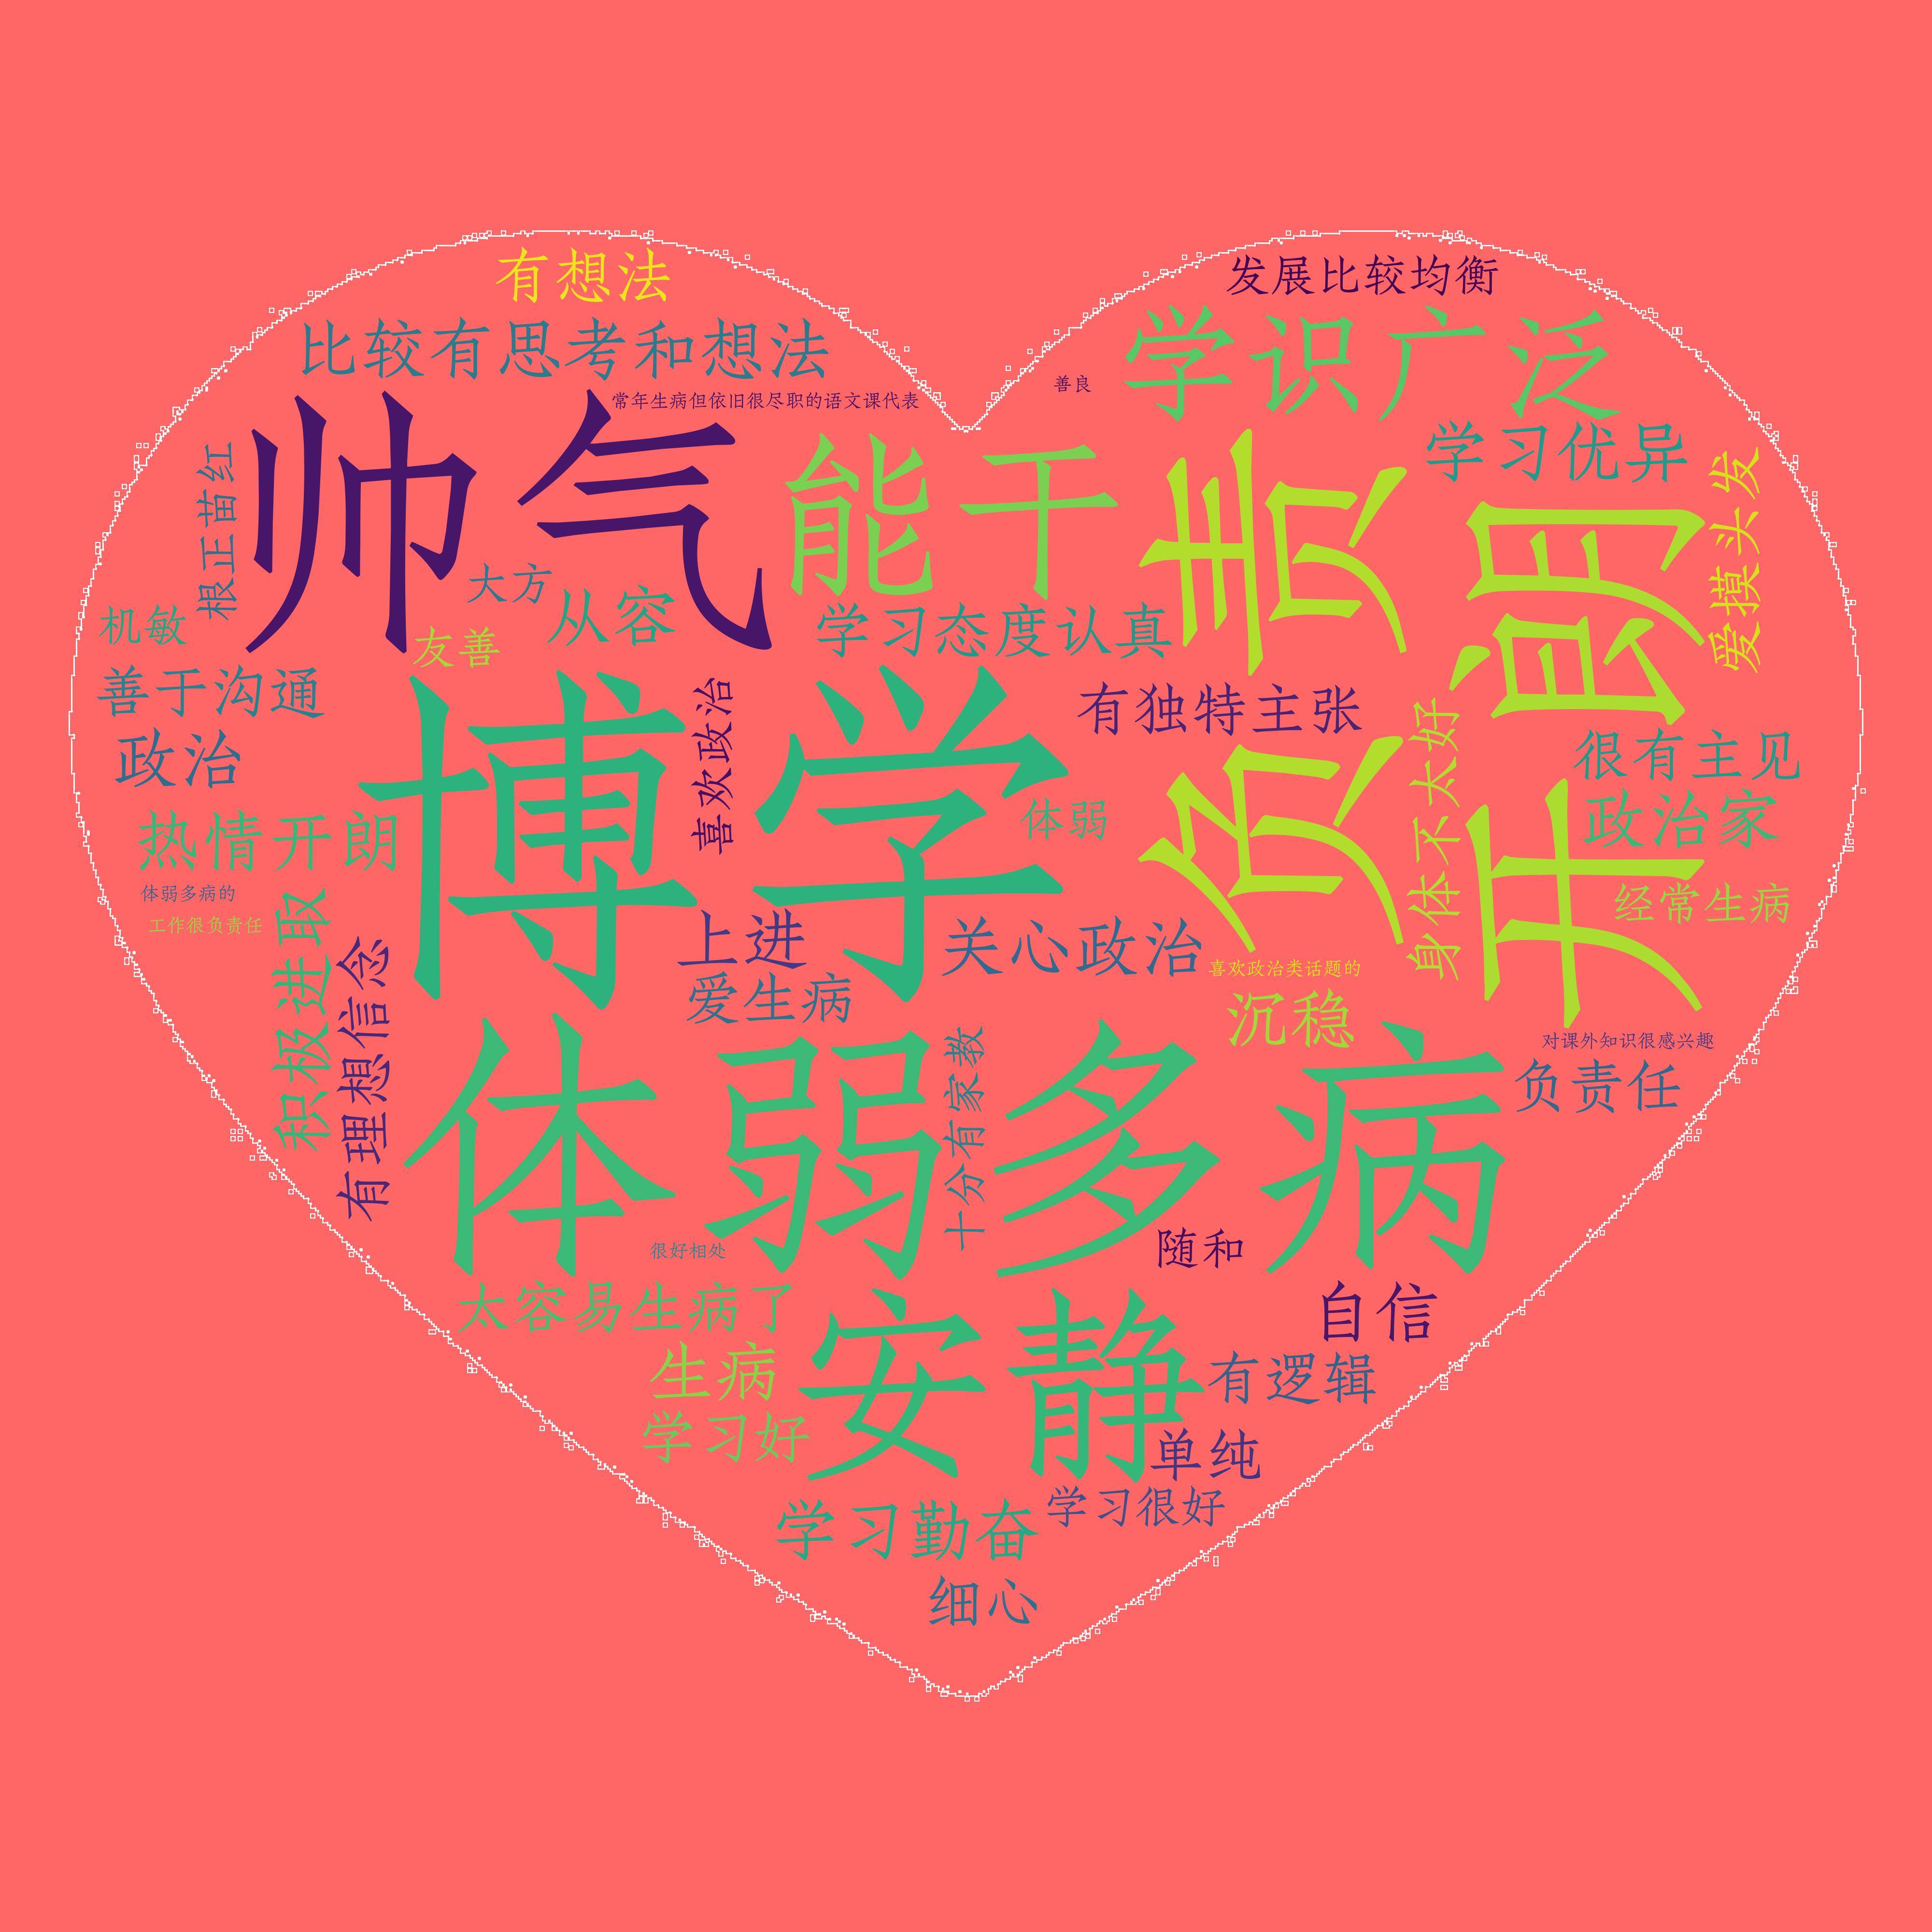 有想法
发展比较均衡
比较有思考和想法
学识广泛
善良
常年生病但依旧很尽职的语文课代表
帅气
能干
负责
开朗
学习优异
爱摸头发
根正苗红
大方
从容
机敏
友善
学习态度认真
善于沟通
喜欢政治
有独特主张
政治
博学
体弱
身体不太好
很有主见
政治家
热情开朗
体弱多病的
工作很负责任
经常生病
上进
关心政治
爱生病
喜欢政治类话题的
沉稳
积极进取
有理想信念
体弱多病
十分有家教
对课外知识很感兴趣
负责任
很好相处
随和
太容易生病了
安静
自信
生病
有逻辑
学习好
单纯
学习勤奋
学习很好
细心